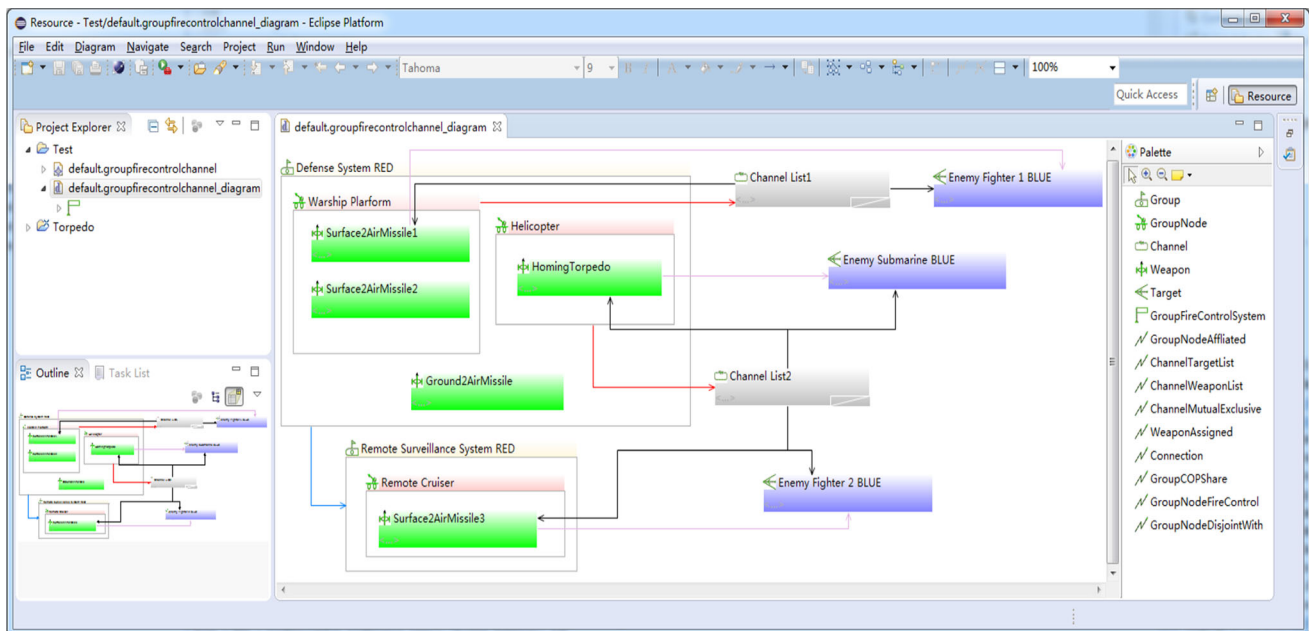 Resource - Test/default.groupfirecontrolchannel_diagram - Eclipse Platform
File Edit Diagram Navigate Search Project Run Window Help
Tahoma 9 100%
Quick Access Resource
Project Explorer
Test
default.groupfirecontrolchannel
default.groupfirecontrolchannel_diagram
Torpedo
Outline Task List
default.groupfirecontrolchannel_diagram
Defense System RED
Warship Plarform
Surface2AirMissile1
Surface2AirMissile2
Helicopter
HomingTorpedo
Ground2AirMissile
Channel List1
Enemy Fighter 1 BLUE
Enemy Submarine BLUE
Channel List2
Remote Surveillance System RED
Remote Cruiser
Surface2AirMissile3
Enemy Fighter 2 BLUE
Palette
Group
GroupNode
Channel
Weapon
Target
GroupFireControlSystem
GroupNodeAffliated
ChannelTargetList
ChannelWeaponList
ChannelMutualExclusive
WeaponAssigned
Connection
GroupCOPShare
GroupNodeFireControl
GroupNodeDisjointWith